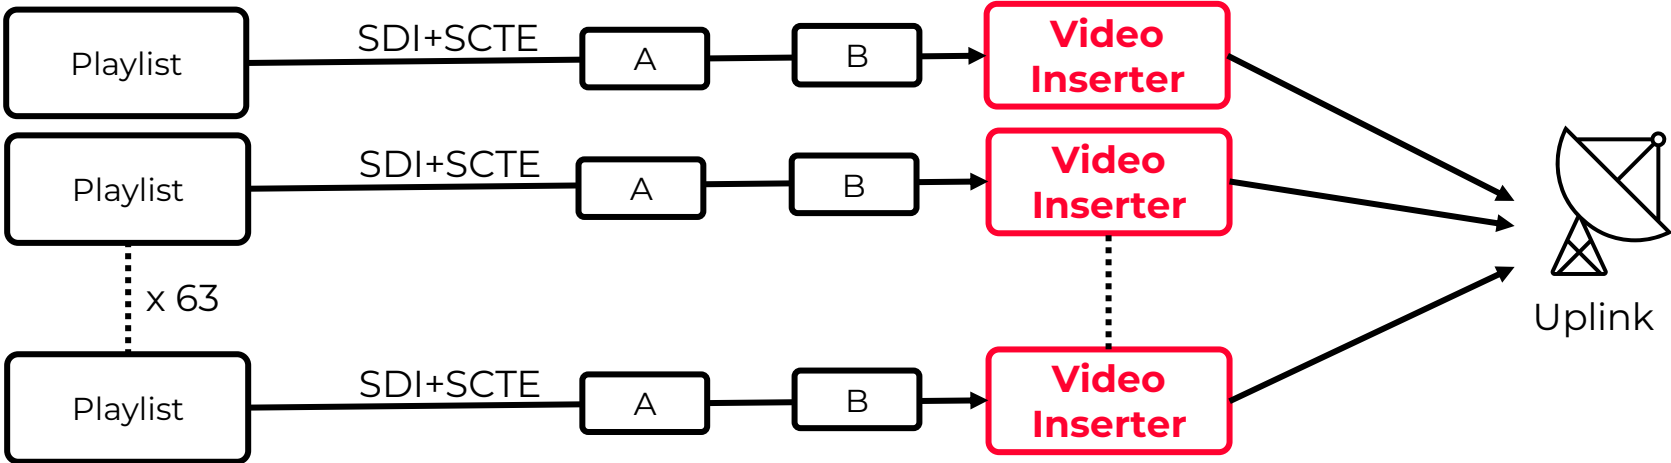 Playlist
SDI+SCTE
A
B
Video
Inserter
Playlist
SDI+SCTE
A
B
Video
Inserter
x 63
Uplink
Playlist
SDI+SCTE
A
B
Video
Inserter